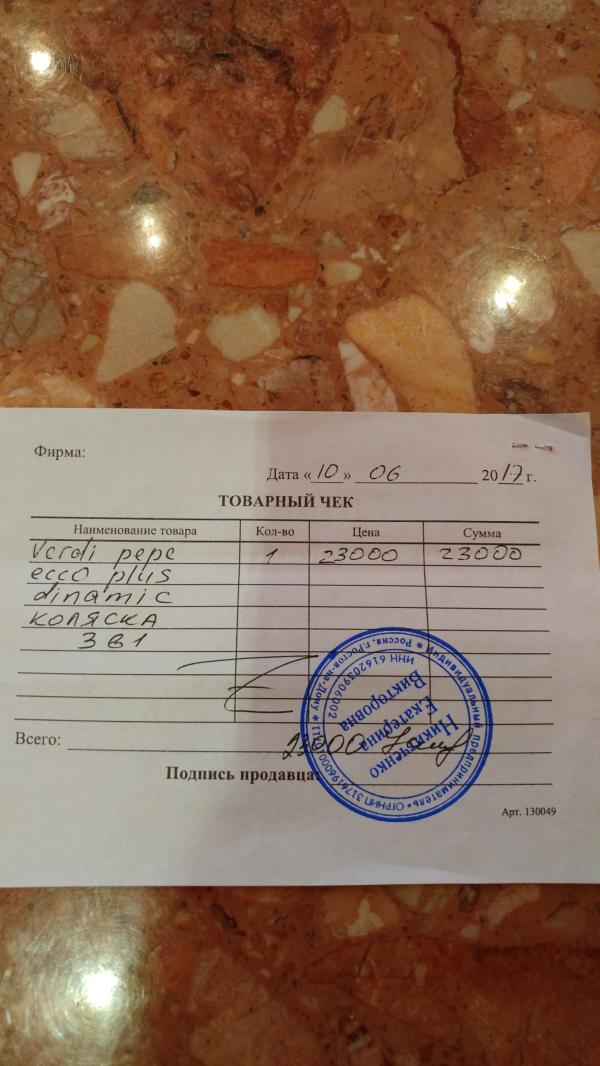 Фирма:
Дата «10» 06 2017 г.
ТОВАРНЫЙ ЧЕК
Наименование товара Кол-во Цена Сумма
Verdi pepe 1 23000 23000
ecco plus
dinamic
КОЛЯСКА
3 в 1
Всего: 23000
Подпись продавца:
Арт. 130049
Индивидуальный предприниматель * Россия, г.Ростов-на-Дону *
ИНН 616203906002
Екатерина
Викторовна